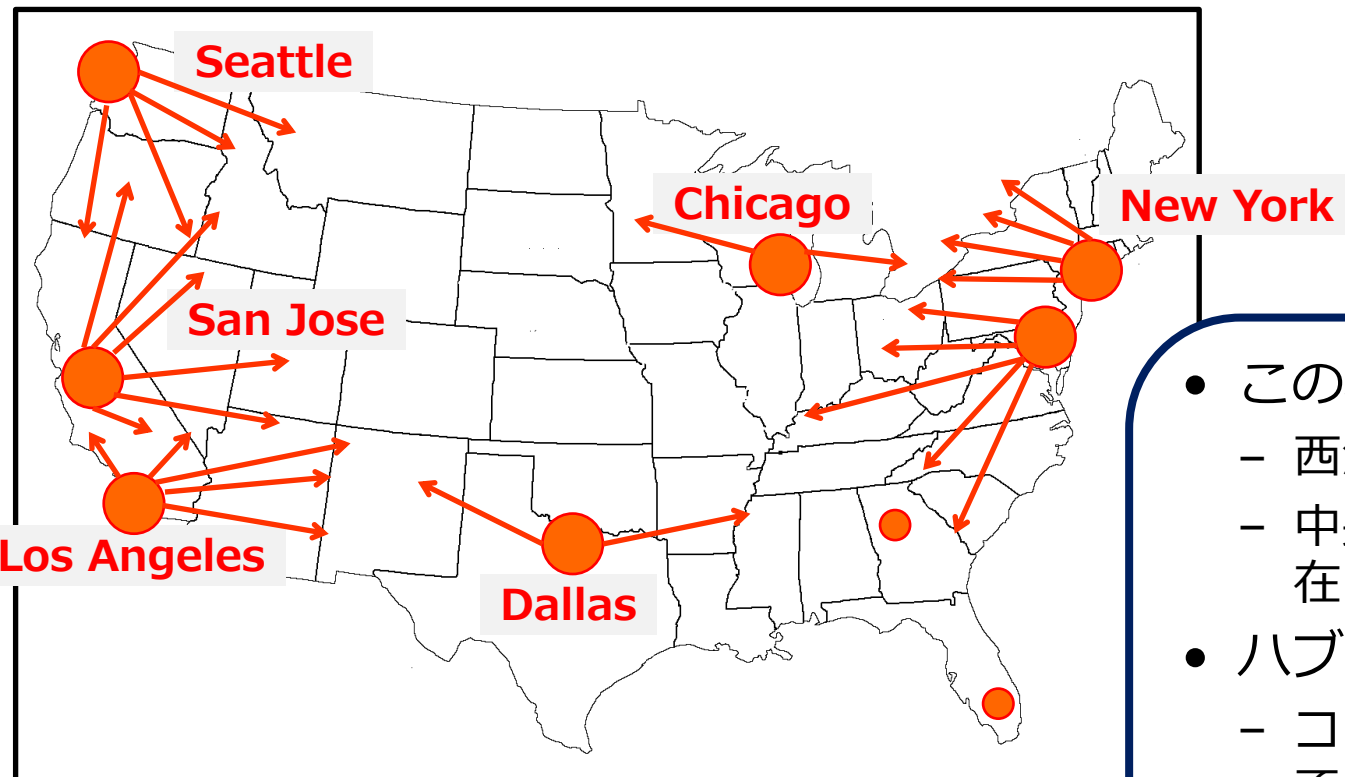 Seattle
Chicago
New York
San Jose
Los Angeles
Dallas
• この
– 西
– 中
在
• ハブ
– コ